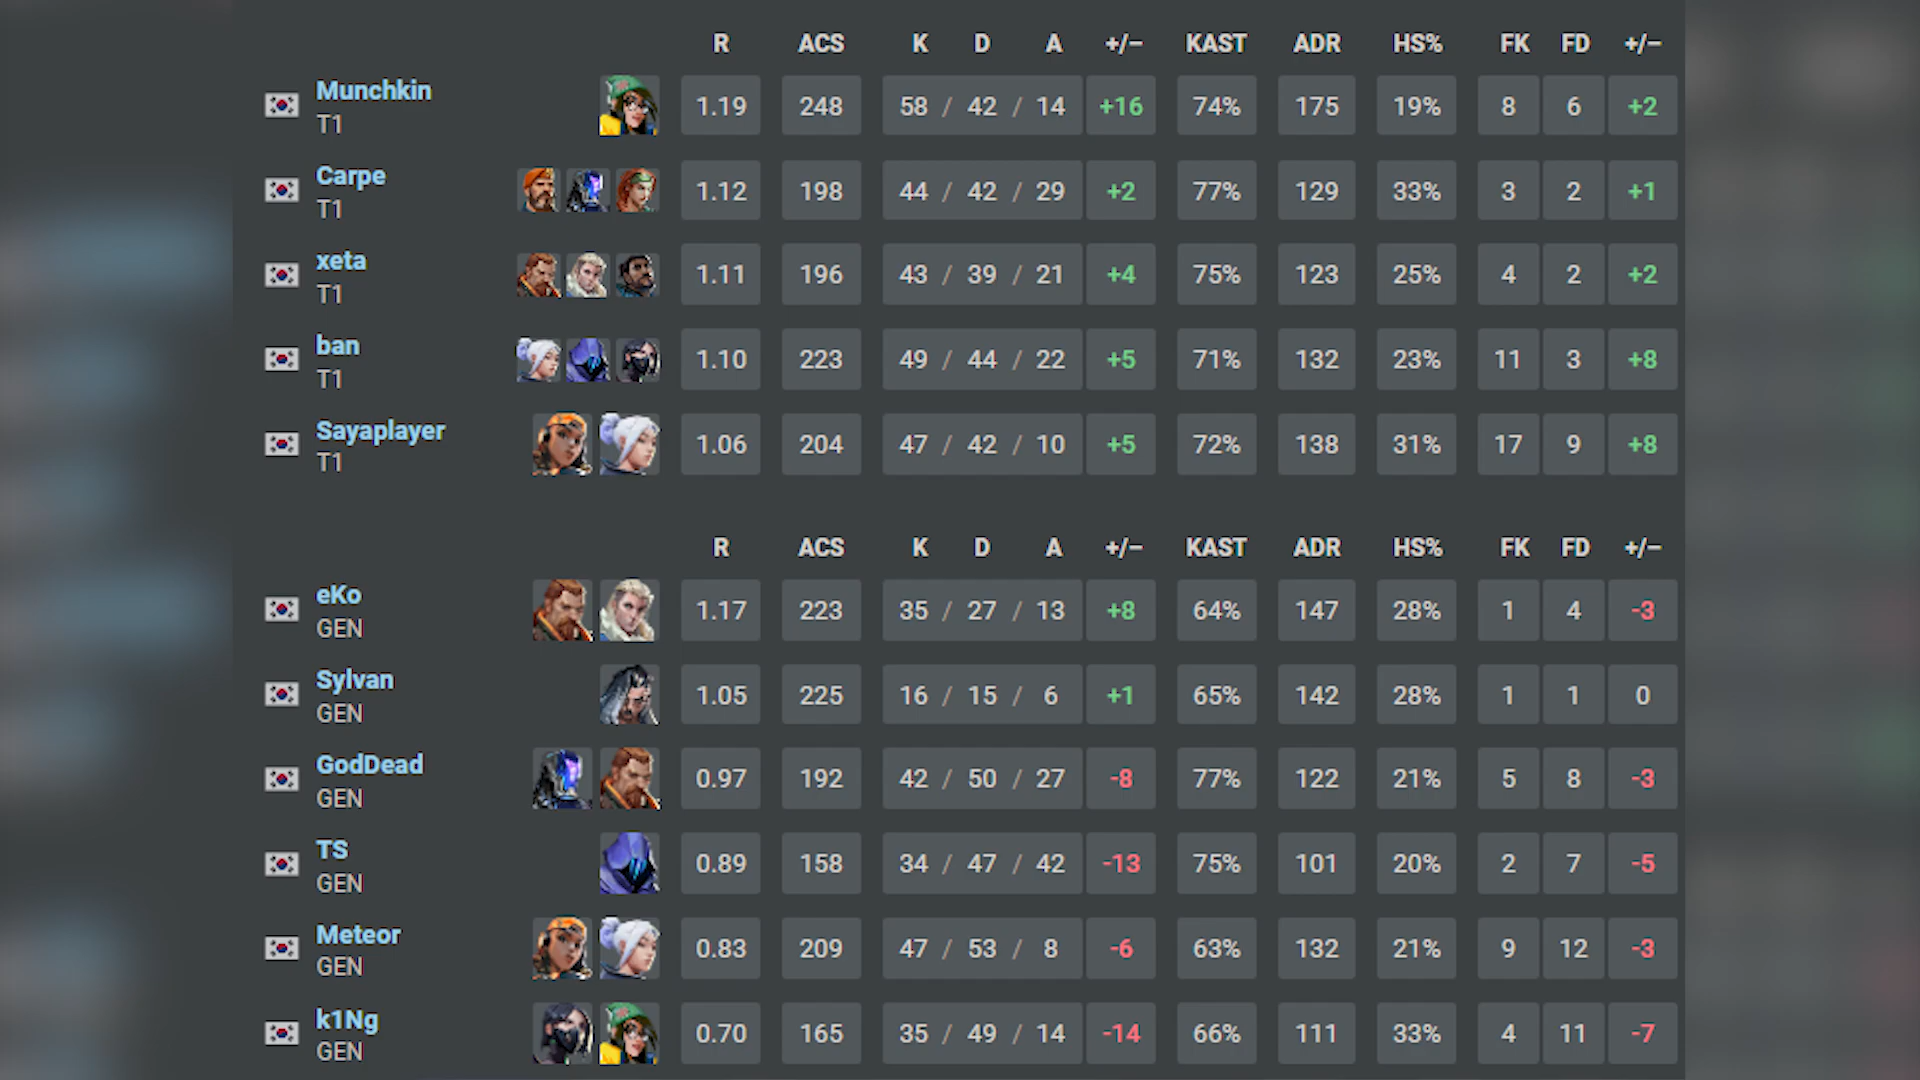 R ACS K D A +/− KAST ADR HS% FK FD +/−
Munchkin
T1
1.19 248 58 / 42 / 14 +16 74% 175 19% 8 6 +2
Carpe
T1
1.12 198 44 / 42 / 29 +2 77% 129 33% 3 2 +1
xeta
T1
1.11 196 43 / 39 / 21 +4 75% 123 25% 4 2 +2
ban
T1
1.10 223 49 / 44 / 22 +5 71% 132 23% 11 3 +8
Sayaplayer
T1
1.06 204 47 / 42 / 10 +5 72% 138 31% 17 9 +8
R ACS K D A +/− KAST ADR HS% FK FD +/−
eKo
GEN
1.17 223 35 / 27 / 13 +8 64% 147 28% 1 4 -3
Sylvan
GEN
1.05 225 16 / 15 / 6 +1 65% 142 28% 1 1 0
GodDead
GEN
0.97 192 42 / 50 / 27 -8 77% 122 21% 5 8 -3
TS
GEN
0.89 158 34 / 47 / 42 -13 75% 101 20% 2 7 -5
Meteor
GEN
0.83 209 47 / 53 / 8 -6 63% 132 21% 9 12 -3
k1Ng
GEN
0.70 165 35 / 49 / 14 -14 66% 111 33% 4 11 -7